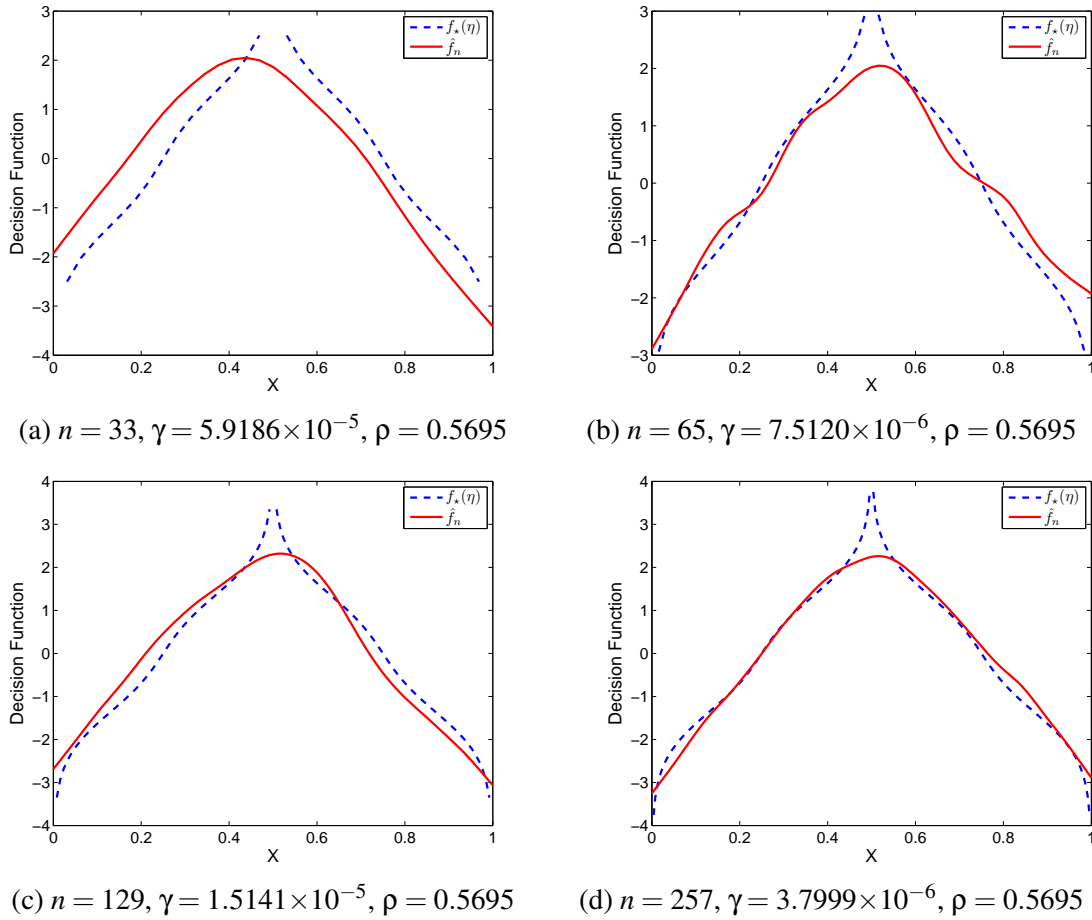 3
2
1
0
−1
−2
−3
−4
0 0.2 0.4 0.6 0.8 1
X
Decision Function
f⋆(η)
f̂n
(a) n = 33, γ = 5.9186×10−5, ρ = 0.5695
3
2
1
0
−1
−2
−3
0 0.2 0.4 0.6 0.8 1
X
Decision Function
f⋆(η)
f̂n
(b) n = 65, γ = 7.5120×10−6, ρ = 0.5695
4
3
2
1
0
−1
−2
−3
−4
0 0.2 0.4 0.6 0.8 1
X
Decision Function
f⋆(η)
f̂n
(c) n = 129, γ = 1.5141×10−5, ρ = 0.5695
4
3
2
1
0
−1
−2
−3
−4
0 0.2 0.4 0.6 0.8 1
X
Decision Function
f⋆(η)
f̂n
(d) n = 257, γ = 3.7999×10−6, ρ = 0.5695